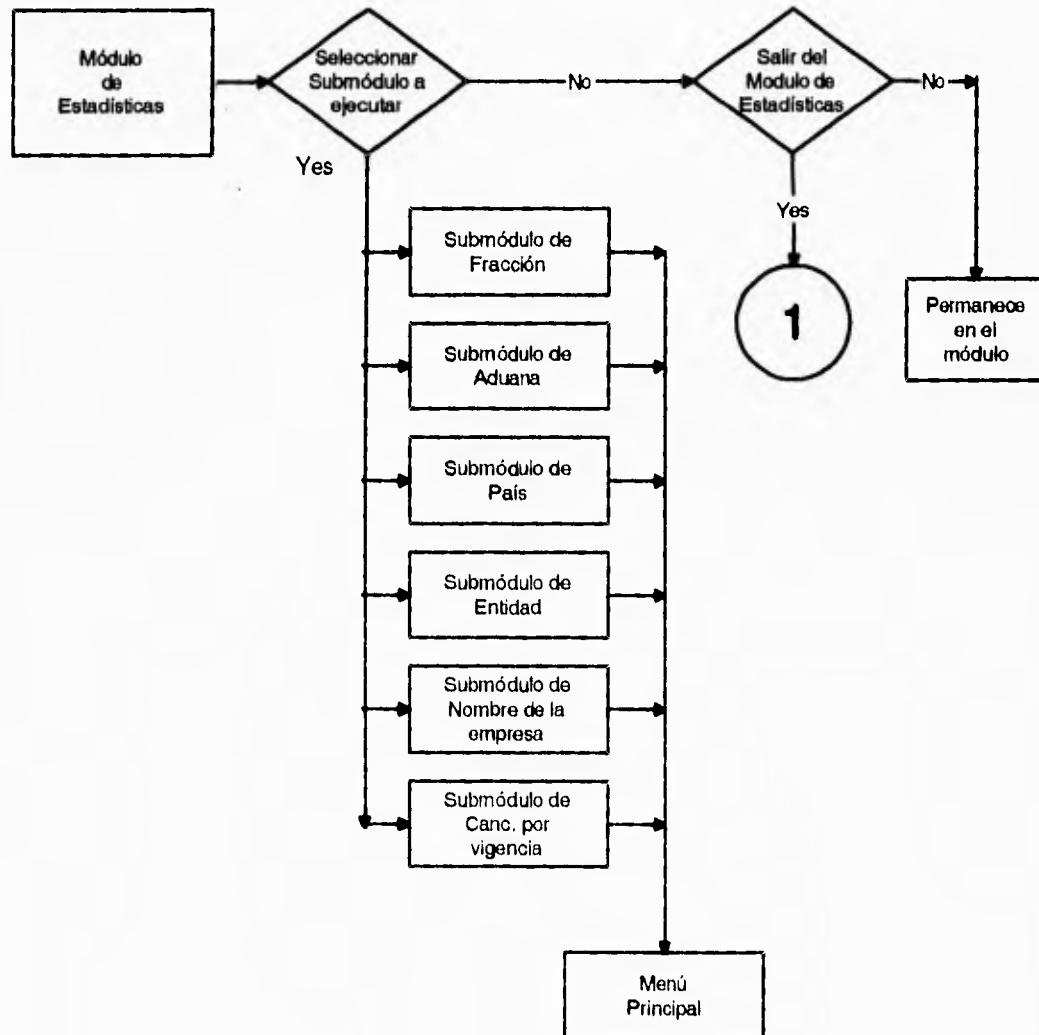 Módulo
de
Estadísticas
Seleccionar
Submódulo a
ejecutar
No
Salir del
Modulo de
Estadísticas
No
Yes
Yes
Submódulo de
Fracción
1
Permanece
en el
módulo
Submódulo de
Aduana
Submódulo de
País
Submódulo de
Entidad
Submódulo de
Nombre de la
empresa
Submódulo de
Canc. por
vigencia
Menú
Principal